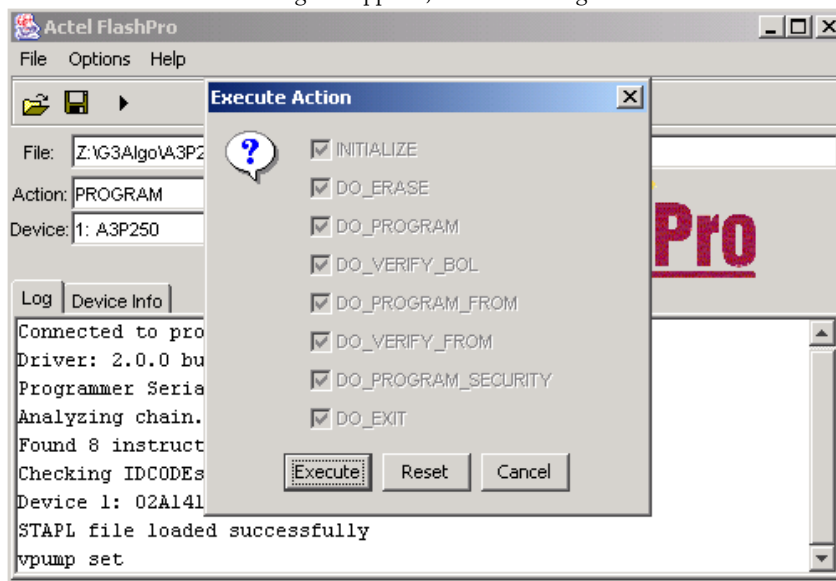 Actel FlashPro
File Options Help
Execute Action
File: Z:\G3Algo\A3P2
Action: PROGRAM
Device: 1: A3P250
INITIALIZE
DO_ERASE
DO_PROGRAM
DO_VERIFY_BOL
DO_PROGRAM_FROM
DO_VERIFY_FROM
DO_PROGRAM_SECURITY
DO_EXIT
Execute Reset Cancel
Pro
Log Device Info
Connected to pro
Driver: 2.0.0 bu
Programmer Seria
Analyzing chain.
Found 8 instruct
Checking IDCODEs
Device 1: 02A141
STAPL file loaded successfully
vpump set